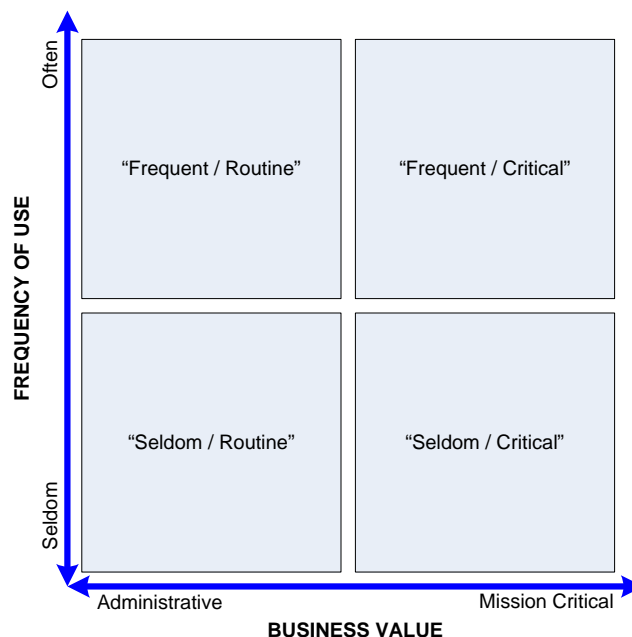 Often
“Frequent / Routine”
“Frequent / Critical”
FREQUENCY OF USE
“Seldom / Routine”
“Seldom / Critical”
Seldom
Administrative
Mission Critical
BUSINESS VALUE